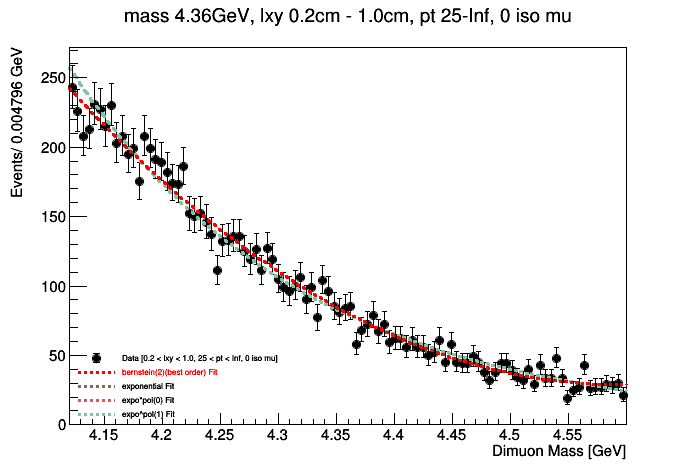 mass 4.36GeV, lxy 0.2cm - 1.0cm, pt 25-Inf, 0 iso mu
Events/ 0.004796 GeV
250
200
150
100
50
0
Data [0.2 < lxy < 1.0, 25 < pt < Inf, 0 iso mu]
bernstein(2)(best order) Fit
exponential Fit
expo*pol(0) Fit
expo*pol(1) Fit
4.15 4.2 4.25 4.3 4.35 4.4 4.45 4.5 4.55
Dimuon Mass [GeV]